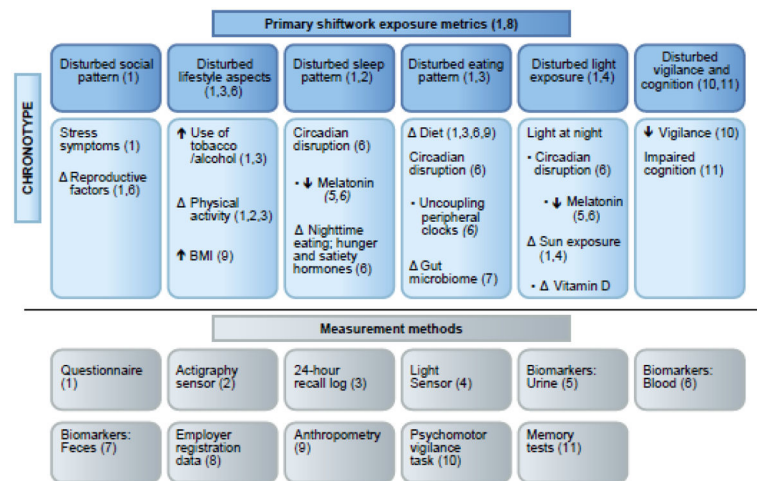 Primary shiftwork exposure metrics (1,8)
CHRONOTYPE
Disturbed social
pattern (1)
Disturbed
lifestyle aspects
(1,3,6)
Disturbed sleep
pattern (1,2)
Disturbed eating
pattern (1,3)
Disturbed light
exposure (1,4)
Disturbed
vigilance and
cognition (10,11)
Stress
symptoms (1)
Δ Reproductive
factors (1,6)
↑ Use of
tobacco
/alcohol (1,3)
Δ Physical
activity (1,2,3)
↑ BMI (9)
Circadian
disruption (6)
• ↓ Melatonin
(5,6)
Δ Nighttime
eating; hunger
and satiety
hormones (6)
Δ Diet (1,3,6,9)
Circadian
disruption (6)
• Uncoupling
peripheral
clocks (6)
Δ Gut
microbiome (7)
Light at night
• Circadian
disruption (6)
• ↓ Melatonin
(5,6)
Δ Sun exposure
(1,4)
• Δ Vitamin D
↓ Vigilance (10)
Impaired
cognition (11)
Measurement methods
Questionnaire
(1)
Actigraphy
sensor (2)
24-hour
recall log (3)
Light
Sensor (4)
Biomarkers:
Urine (5)
Biomarkers:
Blood (6)
Biomarkers:
Feces (7)
Employer
registration
data (8)
Anthropometry
(9)
Psychomotor
vigilance
task (10)
Memory
tests (11)